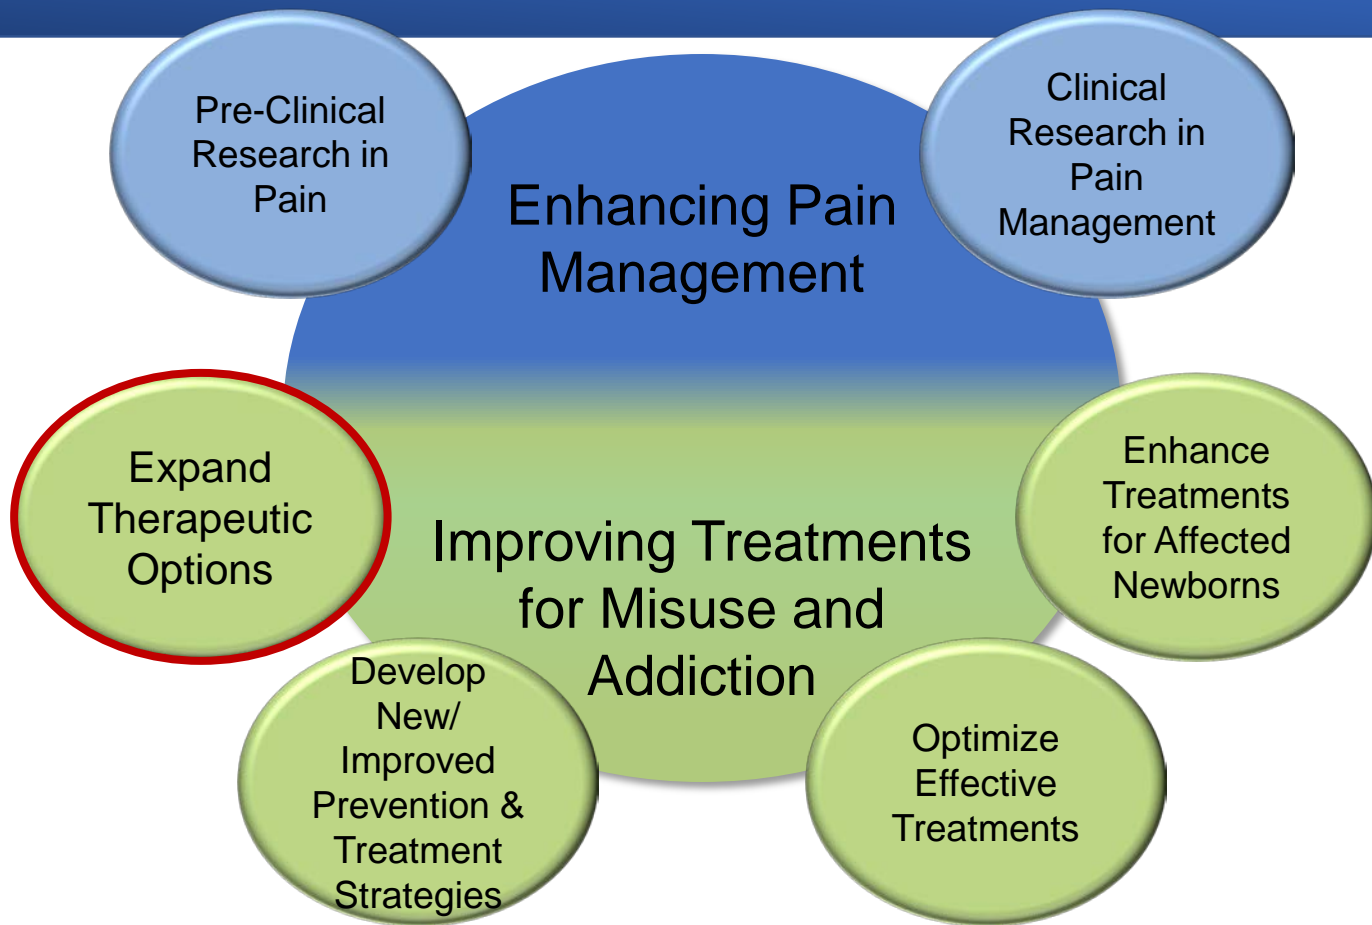 Pre-Clinical
Research in
Pain
Clinical
Research in
Pain
Management
Enhancing Pain
Management
Expand
Therapeutic
Options
Enhance
Treatments
for Affected
Newborns
Improving Treatments
for Misuse and
Addiction
Develop
New/
Improved
Prevention &
Treatment
Strategies
Optimize
Effective
Treatments